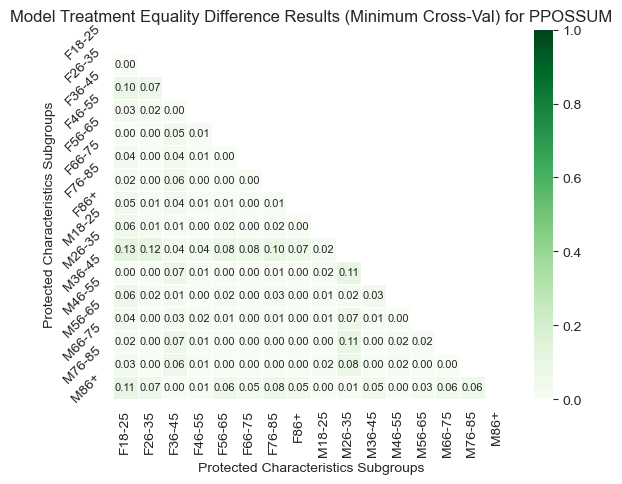 Model Treatment Equality Difference Results (Minimum Cross-Val) for PPOSSUM
Protected Characteristics Subgroups
F18-25
F26-35 0.00
F36-45 0.10 0.07
F46-55 0.03 0.02 0.00
F56-65 0.00 0.00 0.05 0.01
F66-75 0.04 0.00 0.04 0.01 0.00
F76-85 0.02 0.00 0.06 0.00 0.00 0.00
F86+ 0.05 0.01 0.04 0.01 0.01 0.00 0.01
M18-25 0.06 0.01 0.01 0.00 0.02 0.00 0.02 0.00
M26-35 0.13 0.12 0.04 0.04 0.08 0.08 0.10 0.07 0.02
M36-45 0.00 0.00 0.07 0.01 0.00 0.00 0.01 0.00 0.02 0.11
M46-55 0.06 0.02 0.01 0.00 0.02 0.00 0.03 0.00 0.01 0.02 0.03
M56-65 0.04 0.00 0.03 0.02 0.01 0.00 0.01 0.00 0.01 0.07 0.01 0.00
M66-75 0.02 0.00 0.07 0.01 0.00 0.00 0.00 0.00 0.02 0.11 0.00 0.02 0.02
M76-85 0.03 0.00 0.06 0.01 0.00 0.00 0.00 0.00 0.02 0.08 0.00 0.02 0.00 0.00
M86+ 0.11 0.07 0.00 0.01 0.06 0.05 0.08 0.05 0.00 0.01 0.05 0.00 0.03 0.06 0.06
F18-25 F26-35 F36-45 F46-55 F56-65 F66-75 F76-85 F86+ M18-25 M26-35 M36-45 M46-55 M56-65 M66-75 M76-85 M86+
Protected Characteristics Subgroups
1.0
0.8
0.6
0.4
0.2
0.0